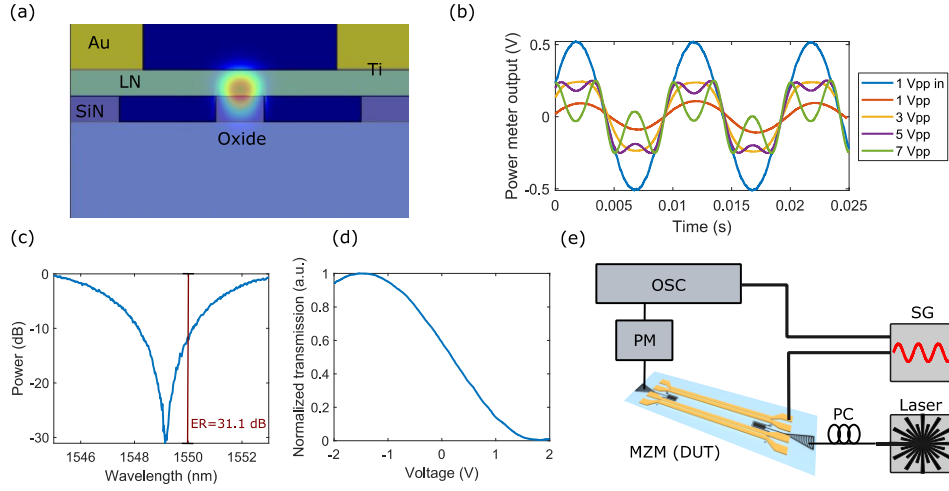 (a)
Au
Ti
LN
SiN
Oxide
(b)
Power meter output (V)
0.5
0
-0.5
0
0.005
0.01
0.015
0.02
0.025
Time (s)
1 Vpp in
1 Vpp
3 Vpp
5 Vpp
7 Vpp
(c)
Power (dB)
0
-10
-20
-30
ER=31.1 dB
1546
1548
1550
1552
Wavelength (nm)
(d)
Normalized transmission (a.u.)
1
0.8
0.6
0.4
0.2
0
-2
-1
0
1
2
Voltage (V)
(e)
OSC
PM
SG
PC
Laser
MZM (DUT)